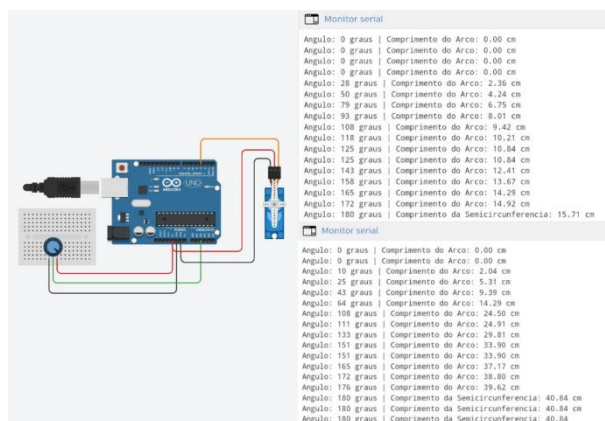 Monitor serial
Angulo: 0 graus | Comprimento do Arco: 0.00 cm
Angulo: 0 graus | Comprimento do Arco: 0.00 cm
Angulo: 0 graus | Comprimento do Arco: 0.00 cm
Angulo: 0 graus | Comprimento do Arco: 0.00 cm
Angulo: 28 graus | Comprimento do Arco: 2.36 cm
Angulo: 50 graus | Comprimento do Arco: 4.24 cm
Angulo: 79 graus | Comprimento do Arco: 6.75 cm
Angulo: 93 graus | Comprimento do Arco: 8.01 cm
Angulo: 108 graus | Comprimento do Arco: 9.42 cm
Angulo: 118 graus | Comprimento do Arco: 10.21 cm
Angulo: 125 graus | Comprimento do Arco: 10.84 cm
Angulo: 125 graus | Comprimento do Arco: 10.84 cm
Angulo: 143 graus | Comprimento do Arco: 12.41 cm
Angulo: 158 graus | Comprimento do Arco: 13.67 cm
Angulo: 165 graus | Comprimento do Arco: 14.29 cm
Angulo: 172 graus | Comprimento do Arco: 14.92 cm
Angulo: 180 graus | Comprimento da Semicircunferencia: 15.71 cm
Monitor serial
Angulo: 0 graus | Comprimento do Arco: 0.00 cm
Angulo: 0 graus | Comprimento do Arco: 0.00 cm
Angulo: 10 graus | Comprimento do Arco: 2.04 cm
Angulo: 25 graus | Comprimento do Arco: 5.31 cm
Angulo: 43 graus | Comprimento do Arco: 9.39 cm
Angulo: 64 graus | Comprimento do Arco: 14.29 cm
Angulo: 108 graus | Comprimento do Arco: 24.50 cm
Angulo: 111 graus | Comprimento do Arco: 24.91 cm
Angulo: 133 graus | Comprimento do Arco: 29.81 cm
Angulo: 151 graus | Comprimento do Arco: 33.90 cm
Angulo: 151 graus | Comprimento do Arco: 33.90 cm
Angulo: 165 graus | Comprimento do Arco: 37.17 cm
Angulo: 172 graus | Comprimento do Arco: 38.80 cm
Angulo: 176 graus | Comprimento do Arco: 39.62 cm
Angulo: 180 graus | Comprimento da Semicircunferencia: 40.84 cm
Angulo: 180 graus | Comprimento da Semicircunferencia: 40.84 cm
Angulo: 180 graus | Comprimento da Semicircunferencia: 40.84
UNO
ARDUINO